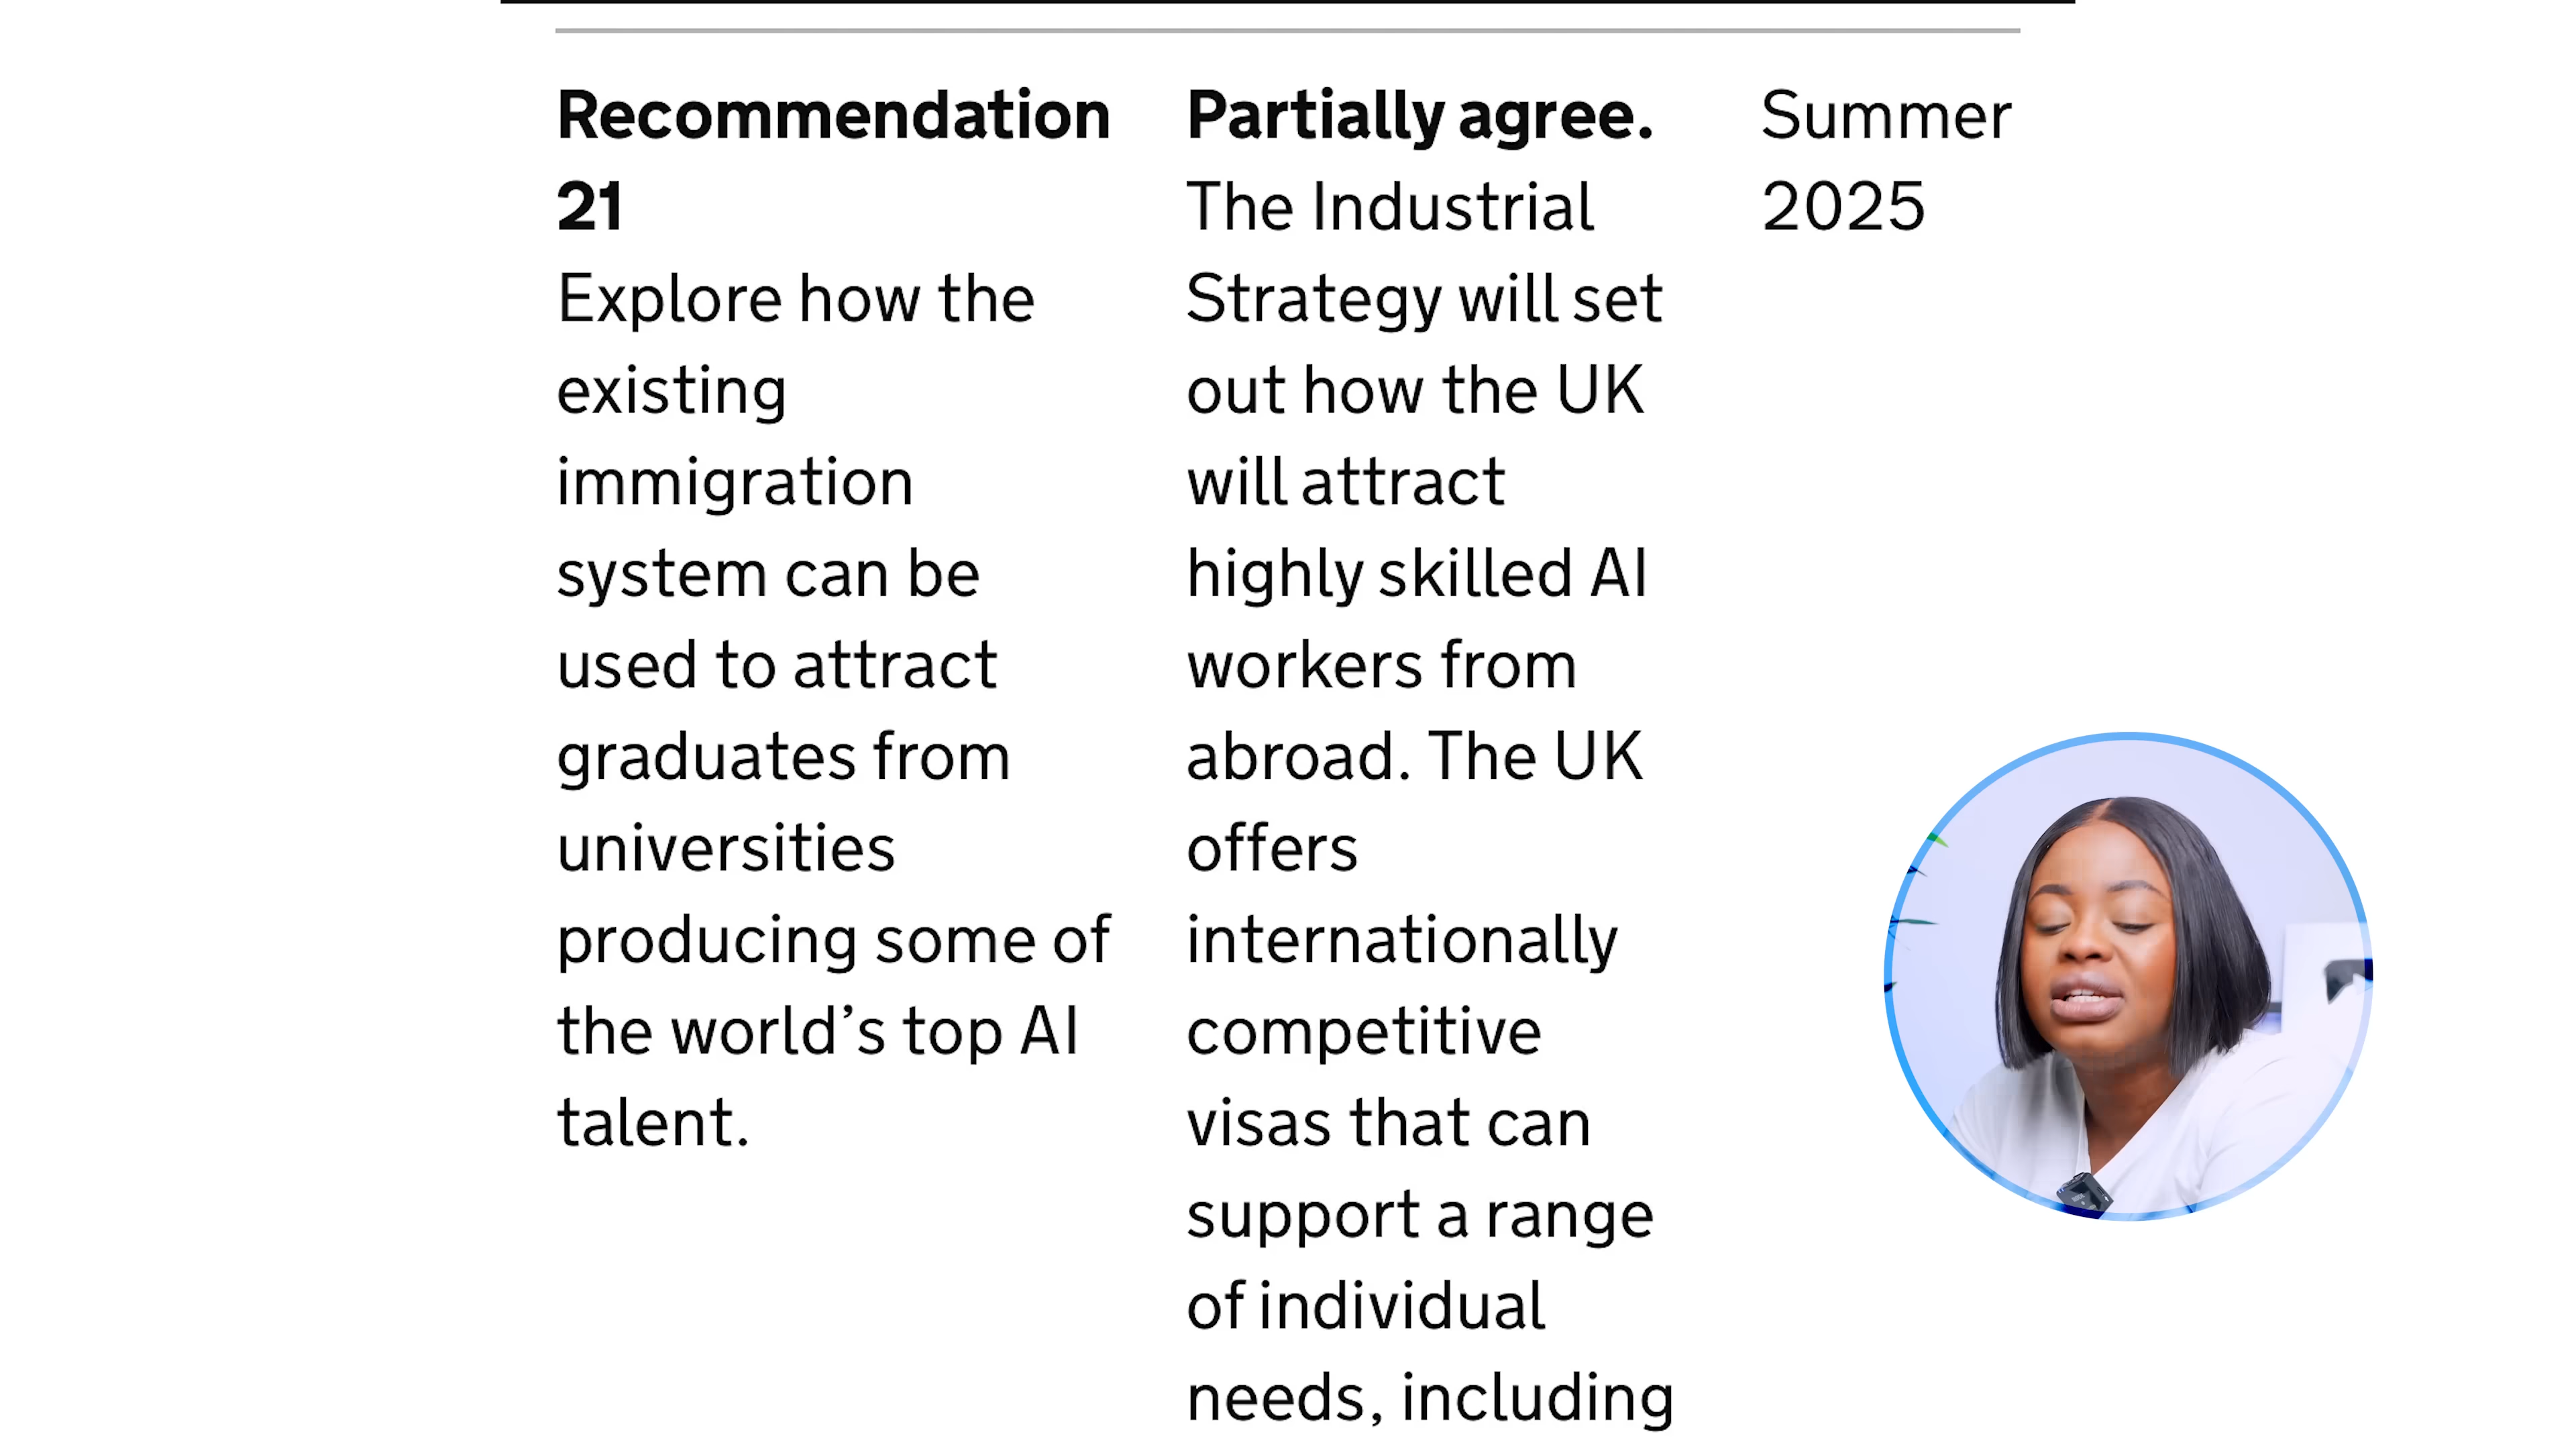 Recommendation
21
Explore how the
existing
immigration
system can be
used to attract
graduates from
universities
producing some of
the world’s top AI
talent.
Partially agree.
The Industrial
Strategy will set
out how the UK
will attract
highly skilled AI
workers from
abroad. The UK
offers
internationally
competitive
visas that can
support a range
of individual
needs, including
Summer
2025